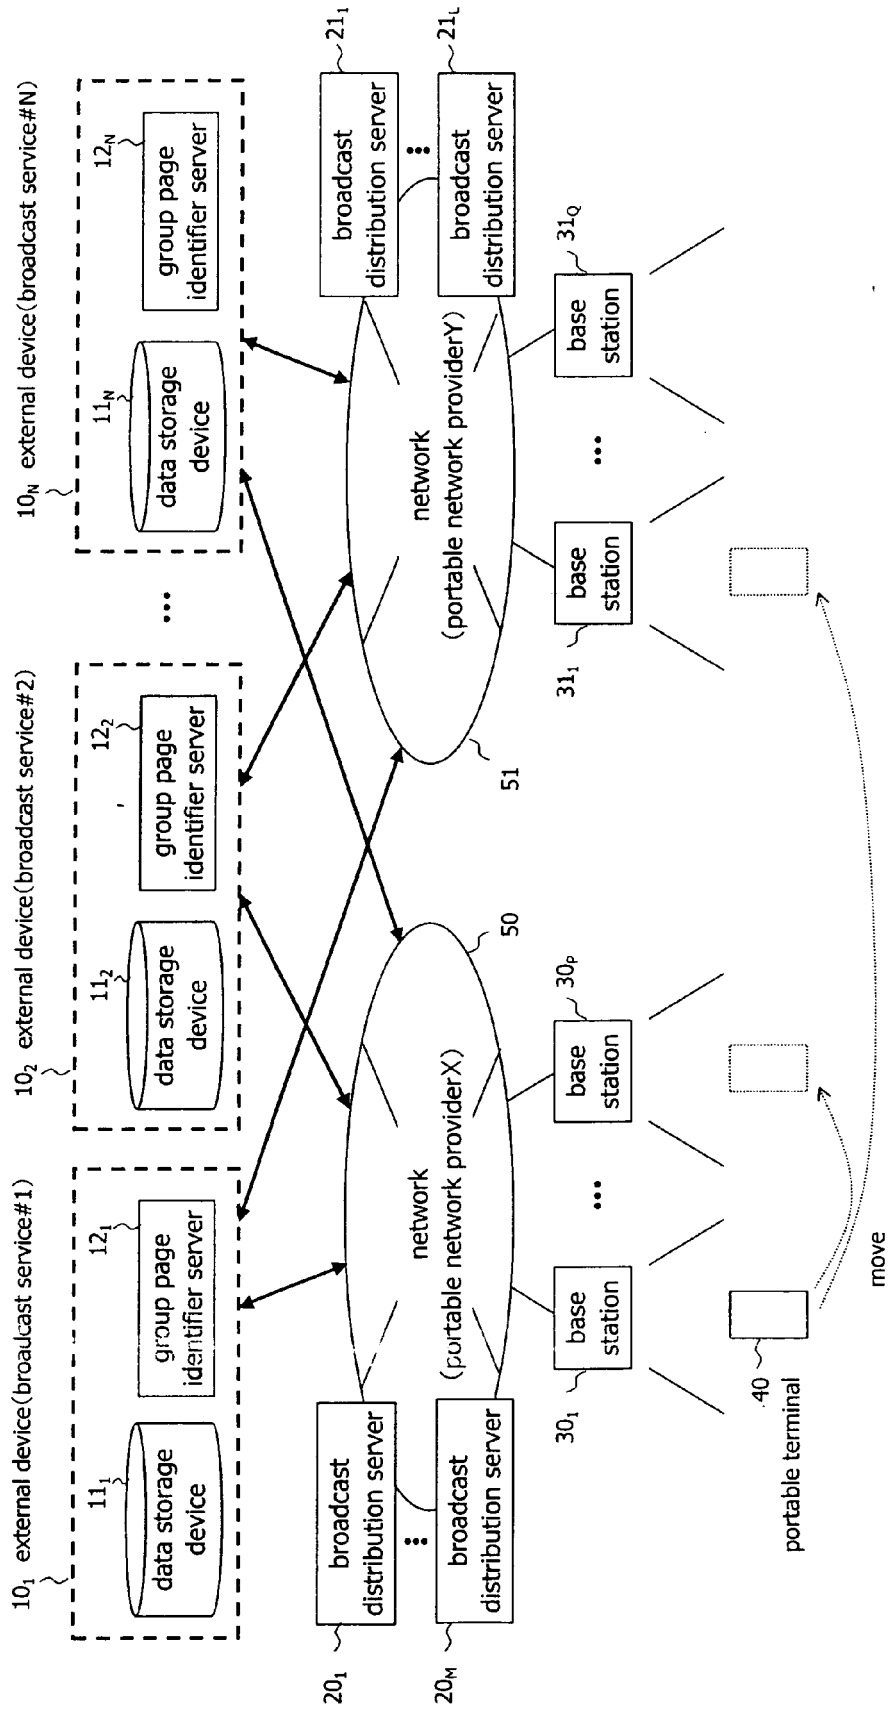 10₁ external device(broadcast service#1)
11₁
data storage
device
12₁
group page
identifier server
10₂ external device(broadcast service#2)
11₂
data storage
device
12₂
group page
identifier server
...
10N external device(broadcast service#N)
11N
data storage
device
12N
group page
identifier server
20₁
broadcast
distribution server
...
20M
broadcast
distribution server
network
(portable network providerX)
50
network
(portable network providerY)
51
21₁
broadcast
distribution server
...
21L
broadcast
distribution server
30₁
base
station
...
30P
base
station
31₁
base
station
...
31Q
base
station
40
portable terminal
move